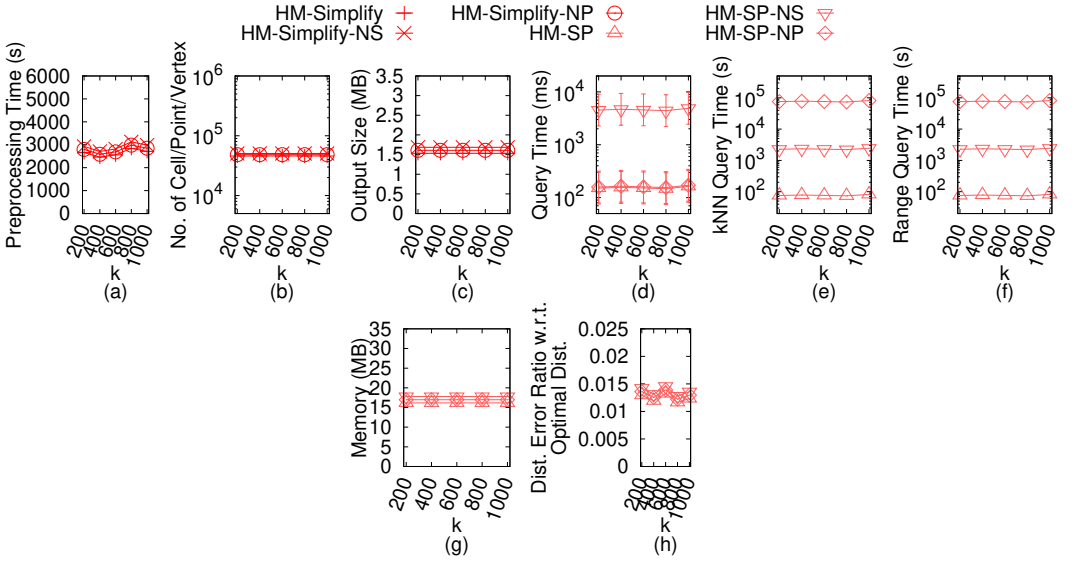 HM-Simplify
HM-Simplify-NS
HM-Simplify-NP
HM-SP
HM-SP-NS
HM-SP-NP
Preprocessing Time (s)
6000
5000
4000
3000
2000
1000
0
200
400
600
800
1000
k
(a)
No. of Cell/Point/Vertex
10^6
10^5
10^4
200
400
600
800
1000
k
(b)
Output Size (MB)
3.5
3
2.5
2
1.5
1
0.5
0
200
400
600
800
1000
k
(c)
Query Time (ms)
10^4
10^2
200
400
600
800
1000
k
(d)
kNN Query Time (s)
10^5
10^4
10^3
10^2
200
400
600
800
1000
k
(e)
Range Query Time (s)
10^5
10^4
10^3
10^2
200
400
600
800
1000
k
(f)
Memory (MB)
35
30
25
20
15
10
5
0
200
400
600
800
1000
k
(g)
Dist. Error Ratio w.r.t.
Optimal Dist.
0.025
0.02
0.015
0.01
0.005
0
200
400
600
800
1000
k
(h)